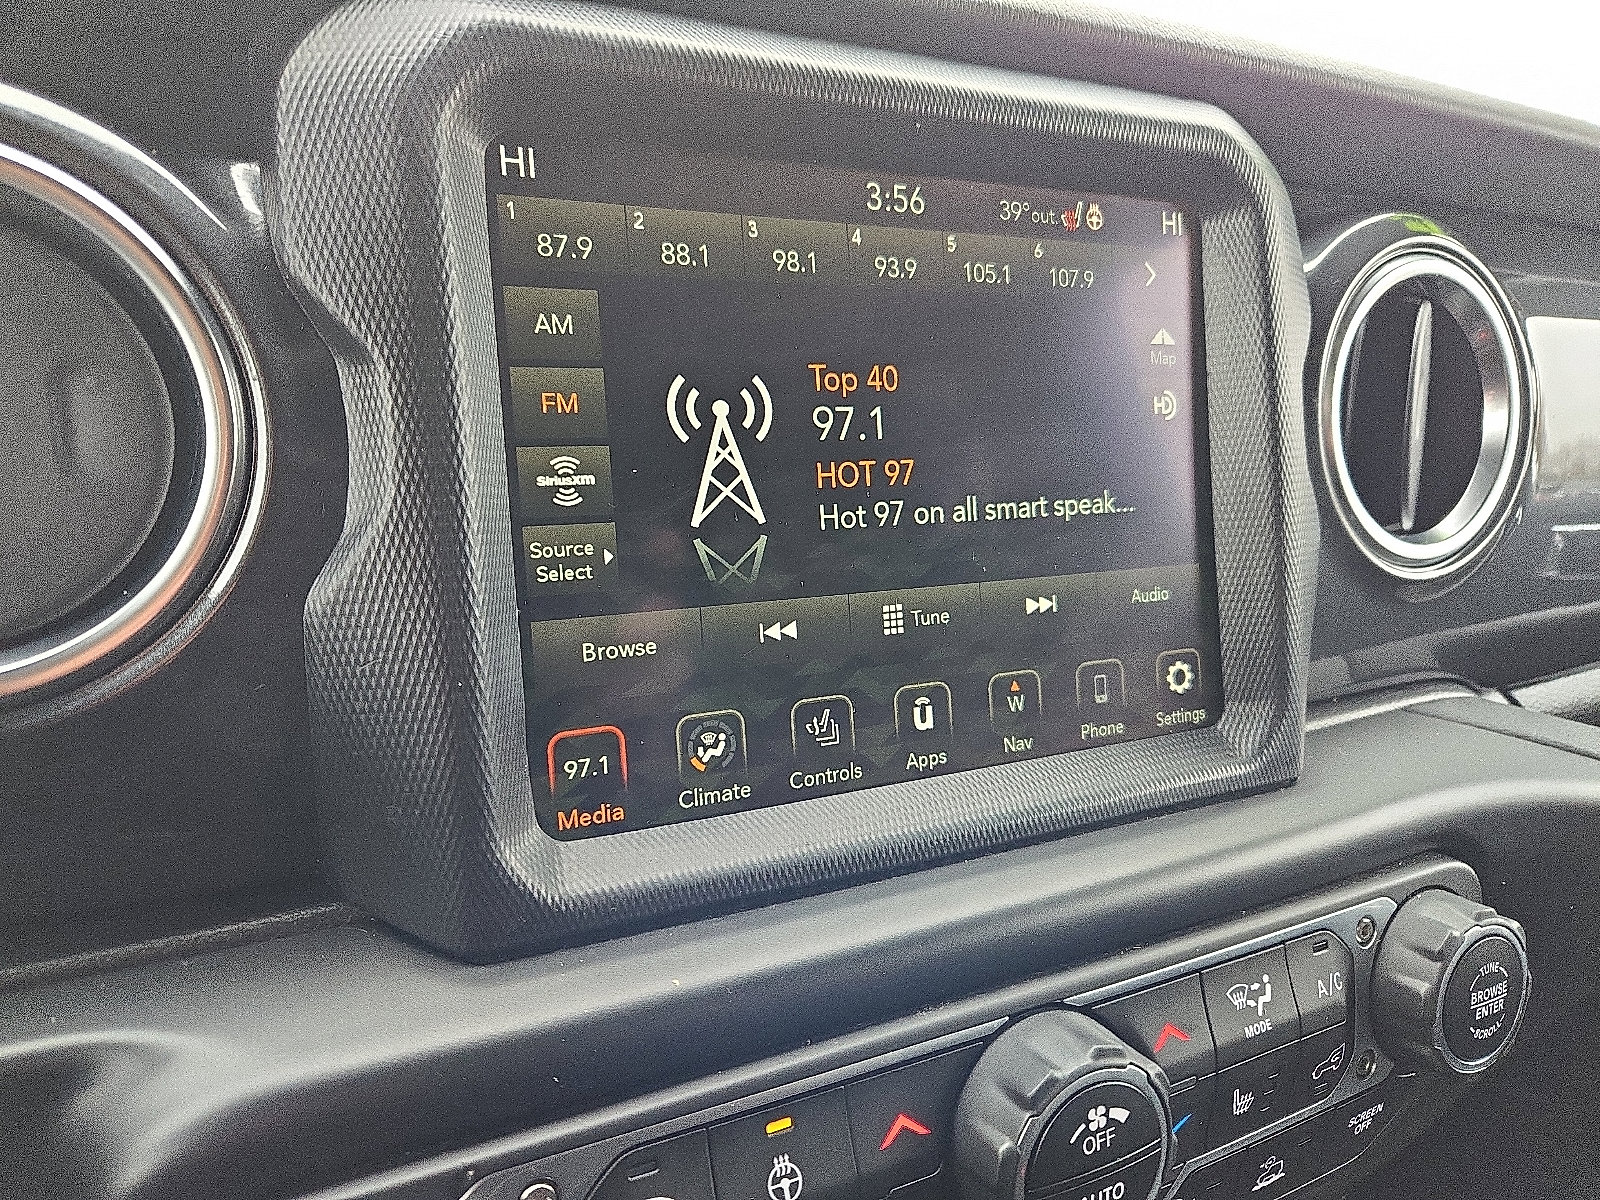 HI
3:56
39° out.
HI
1 87.9
2 88.1
3 98.1
4 93.9
5 105.1
6 107.9
AM
FM
SiriusXM
Source
Select
Top 40
97.1
HOT 97
Hot 97 on all smart speak...
Map
HD
Browse
Tune
Audio
97.1
Media
Climate
Controls
Apps
W
Nav
Phone
Settings
TUNE
BROWSE
ENTER
SCROLL
MODE
A/C
SCREEN
OFF
OFF
AUTO